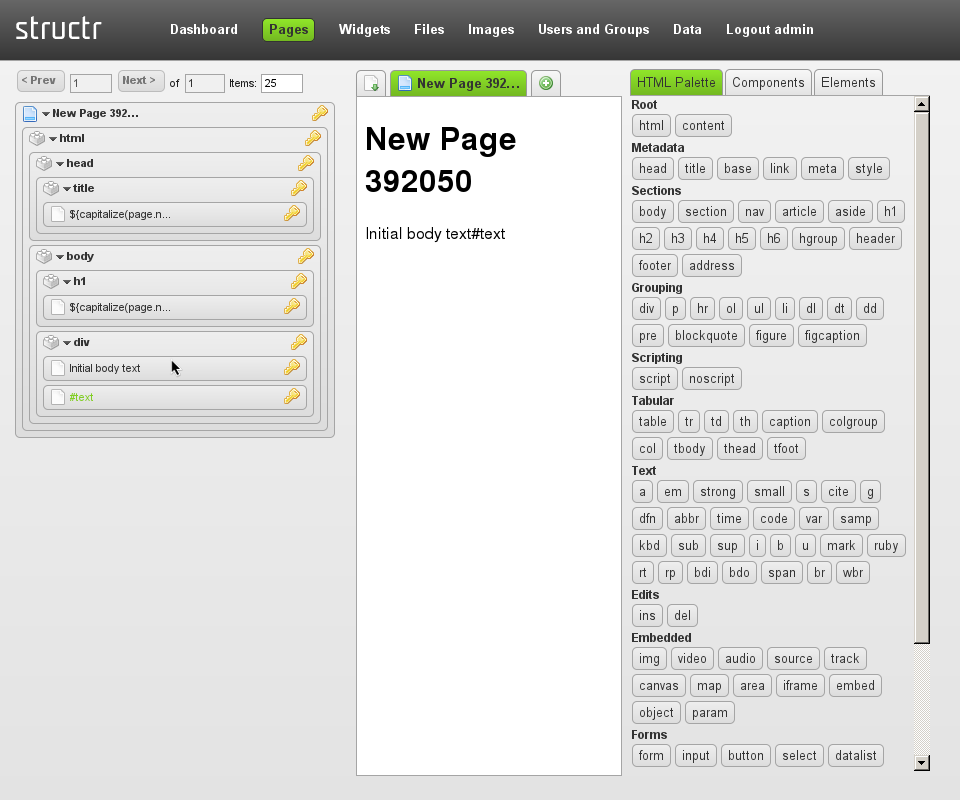 structr
Dashboard Pages Widgets Files Images Users and Groups Data Logout admin
< Prev 1 Next > of 1 Items: 25
New Page 392...
html
head
title
${capitalize(page.n...
body
h1
${capitalize(page.n...
div
Initial body text
#text
New Page 392...
New Page
392050
Initial body text#text
HTML Palette Components Elements
Root
html content
Metadata
head title base link meta style
Sections
body section nav article aside h1
h2 h3 h4 h5 h6 hgroup header
footer address
Grouping
div p hr ol ul li dl dt dd
pre blockquote figure figcaption
Scripting
script noscript
Tabular
table tr td th caption colgroup
col tbody thead tfoot
Text
a em strong small s cite g
dfn abbr time code var samp
kbd sub sup i b u mark ruby
rt rp bdi bdo span br wbr
Edits
ins del
Embedded
img video audio source track
canvas map area iframe embed
object param
Forms
form input button select datalist